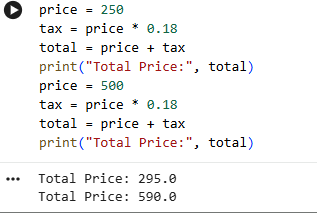 price = 250
tax = price * 0.18
total = price + tax
print("Total Price:", total)
price = 500
tax = price * 0.18
total = price + tax
print("Total Price:", total)
Total Price: 295.0
Total Price: 590.0